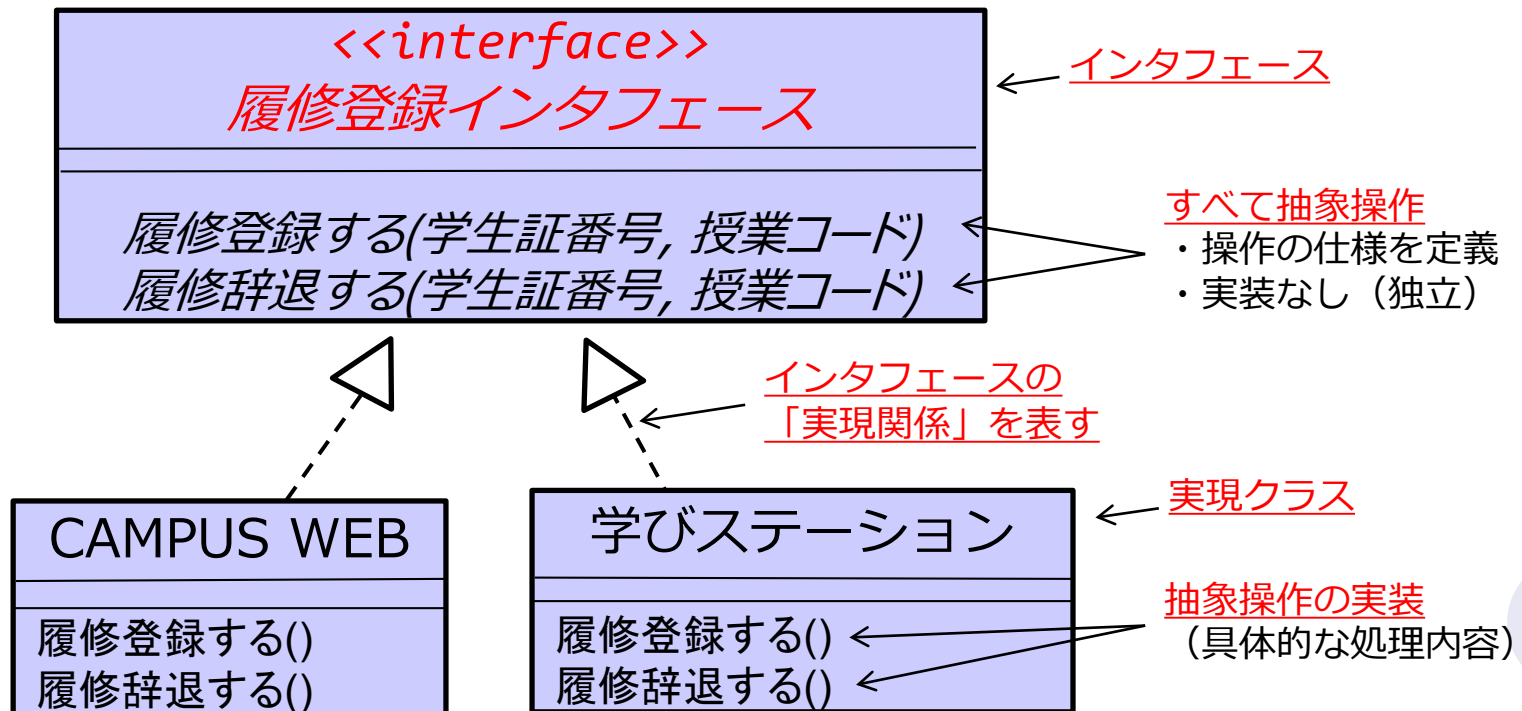 <<interface>>
履修登録インタフェース
インタフェース
履修登録する(学生証番号, 授業コード)
履修辞退する(学生証番号, 授業コード)
すべて抽象操作
・操作の仕様を定義
・実装なし（独立）
インタフェースの
「実現関係」を表す
CAMPUS WEB
履修登録する()
履修辞退する()
学びステーション
履修登録する()
履修辞退する()
実現クラス
抽象操作の実装
（具体的な処理内容）